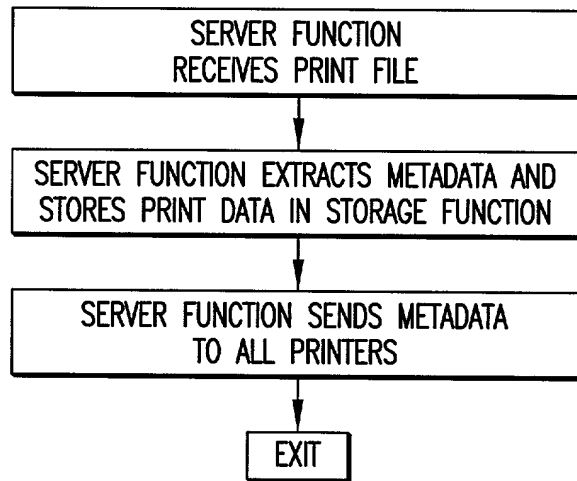 SERVER FUNCTION
RECEIVES PRINT FILE
SERVER FUNCTION EXTRACTS METADATA AND
STORES PRINT DATA IN STORAGE FUNCTION
SERVER FUNCTION SENDS METADATA
TO ALL PRINTERS
EXIT